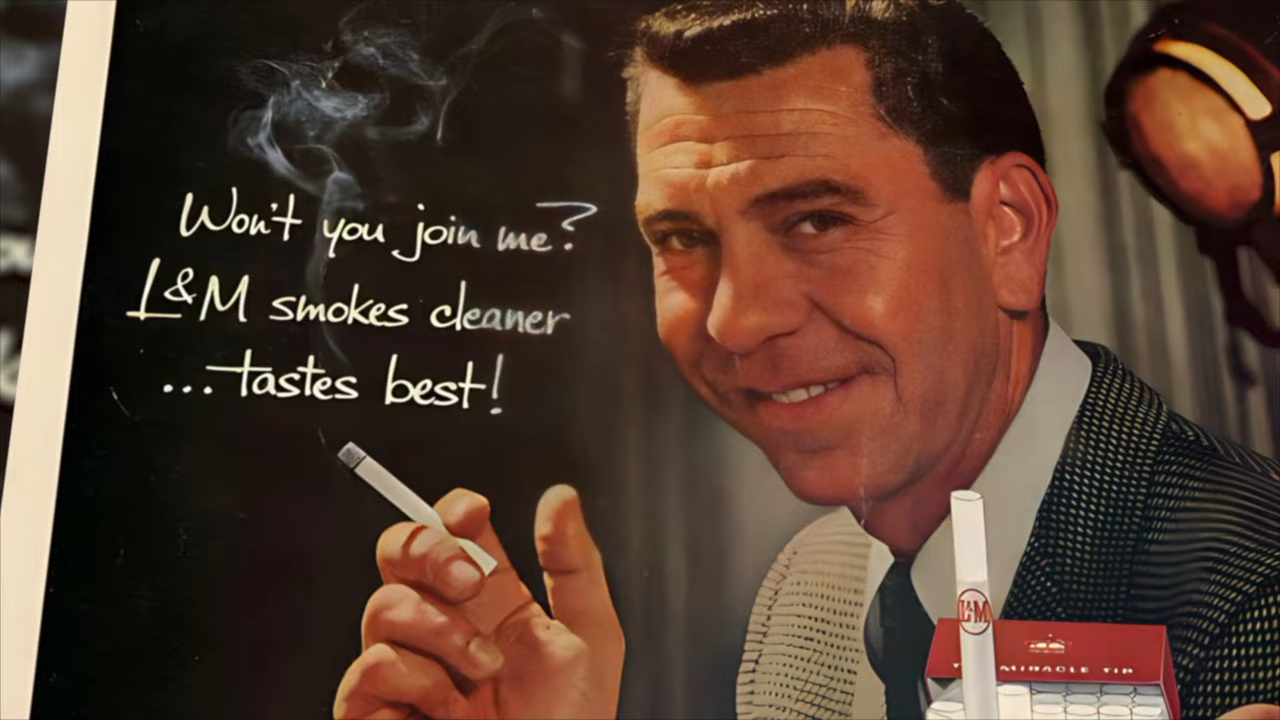 Won't you join me?
L&M smokes cleaner
...tastes best!
L&M
MIRACLE TIP